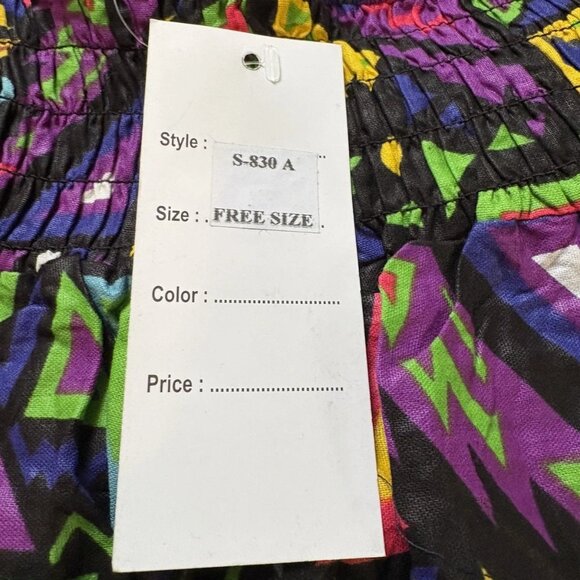 Style : S-830 A ..
Size : . FREE SIZE .
Color : ............................
Price : .............................